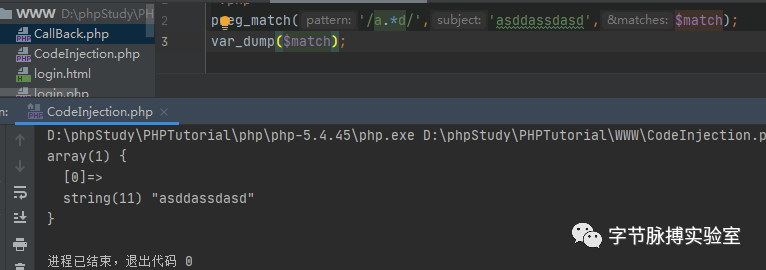 WWW D:\phpStudy\PHP
CallBack.php
CodeInjection.php
login.html
login.php
2 preg_match( pattern: '/a.*d/', subject: 'asddassdasd', &matches: $match);
3 var_dump($match);
n: CodeInjection.php ×
D:\phpStudy\PHPTutorial\php\php-5.4.45\php.exe D:\phpStudy\PHPTutorial\WWW\CodeInjection.p
array(1) {
[0]=>
string(11) "asddassdasd"
}
进程已结束，退出代码 0
字节脉搏实验室